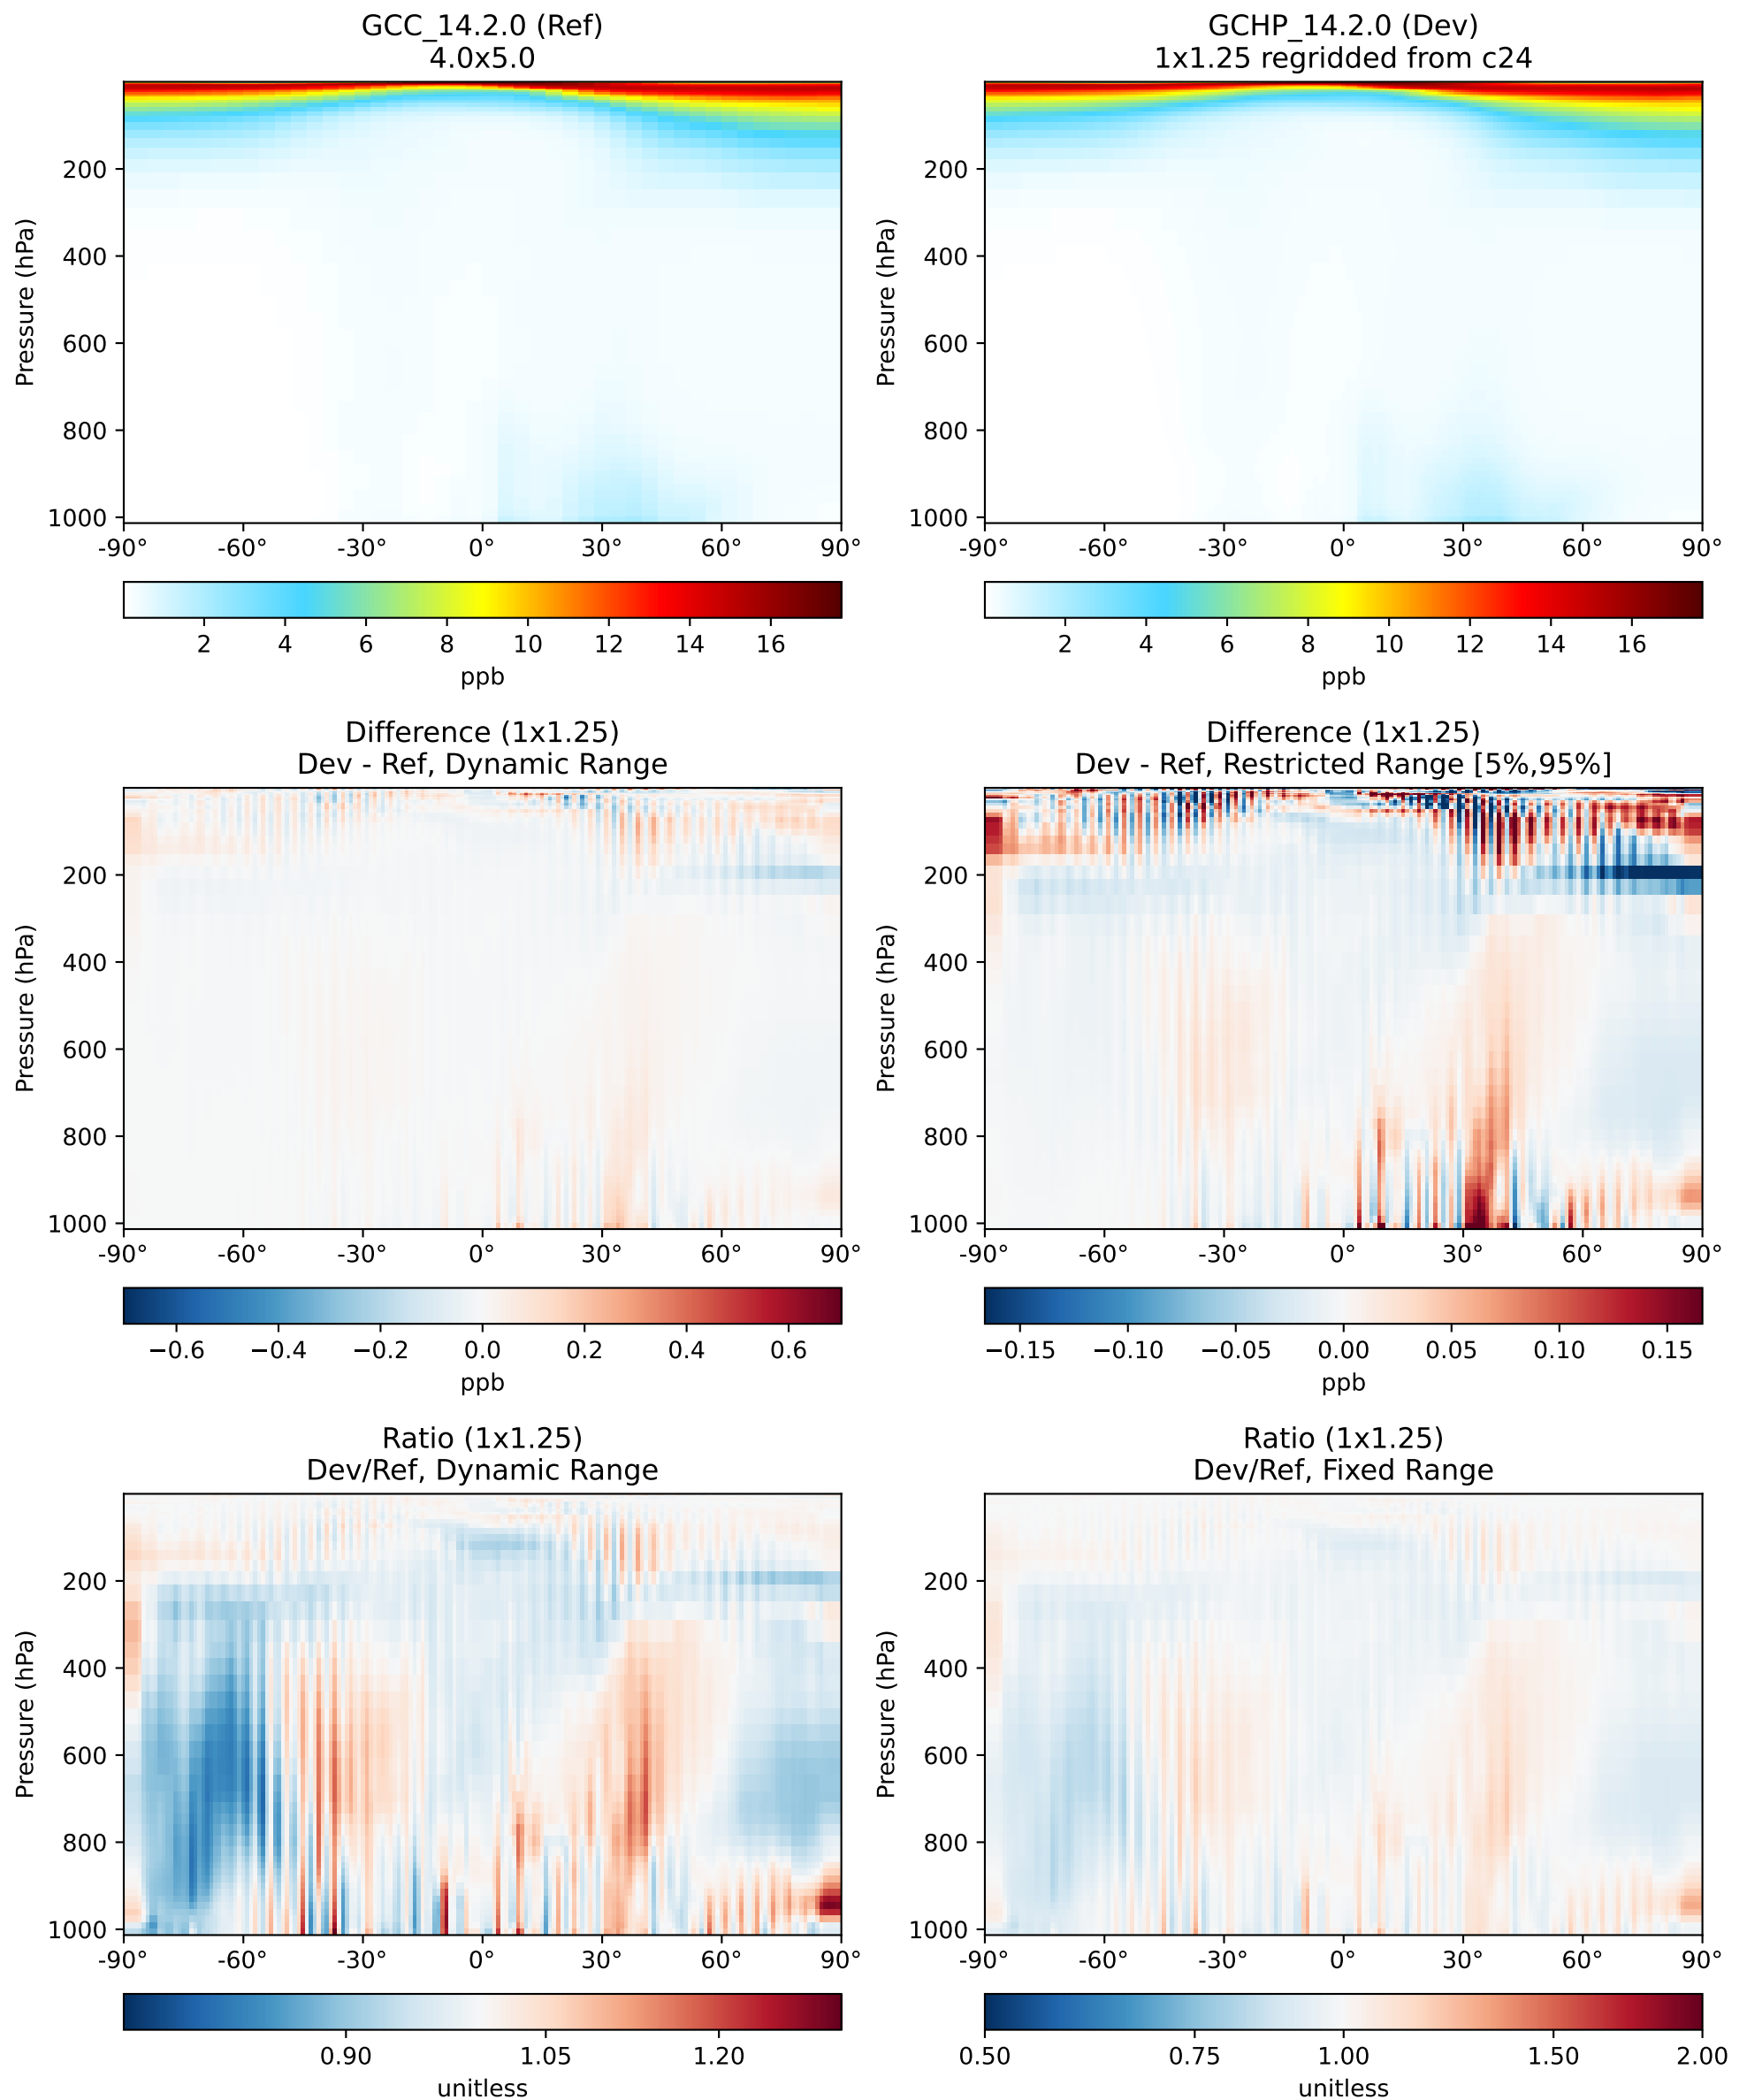 GCC_14.2.0 (Ref)
4.0x5.0
Pressure (hPa)
200
400
600
800
1000
-90° -60° -30° 0° 30° 60° 90°
2 4 6 8 10 12 14 16
ppb
GCHP_14.2.0 (Dev)
1x1.25 regridded from c24
Pressure (hPa)
200
400
600
800
1000
-90° -60° -30° 0° 30° 60° 90°
2 4 6 8 10 12 14 16
ppb
Difference (1x1.25)
Dev - Ref, Dynamic Range
Pressure (hPa)
200
400
600
800
1000
-90° -60° -30° 0° 30° 60° 90°
−0.6 −0.4 −0.2 0.0 0.2 0.4 0.6
ppb
Difference (1x1.25)
Dev - Ref, Restricted Range [5%,95%]
Pressure (hPa)
200
400
600
800
1000
-90° -60° -30° 0° 30° 60° 90°
−0.15 −0.10 −0.05 0.00 0.05 0.10 0.15
ppb
Ratio (1x1.25)
Dev/Ref, Dynamic Range
Pressure (hPa)
200
400
600
800
1000
-90° -60° -30° 0° 30° 60° 90°
0.90 1.05 1.20
unitless
Ratio (1x1.25)
Dev/Ref, Fixed Range
Pressure (hPa)
200
400
600
800
1000
-90° -60° -30° 0° 30° 60° 90°
0.50 0.75 1.00 1.50 2.00
unitless